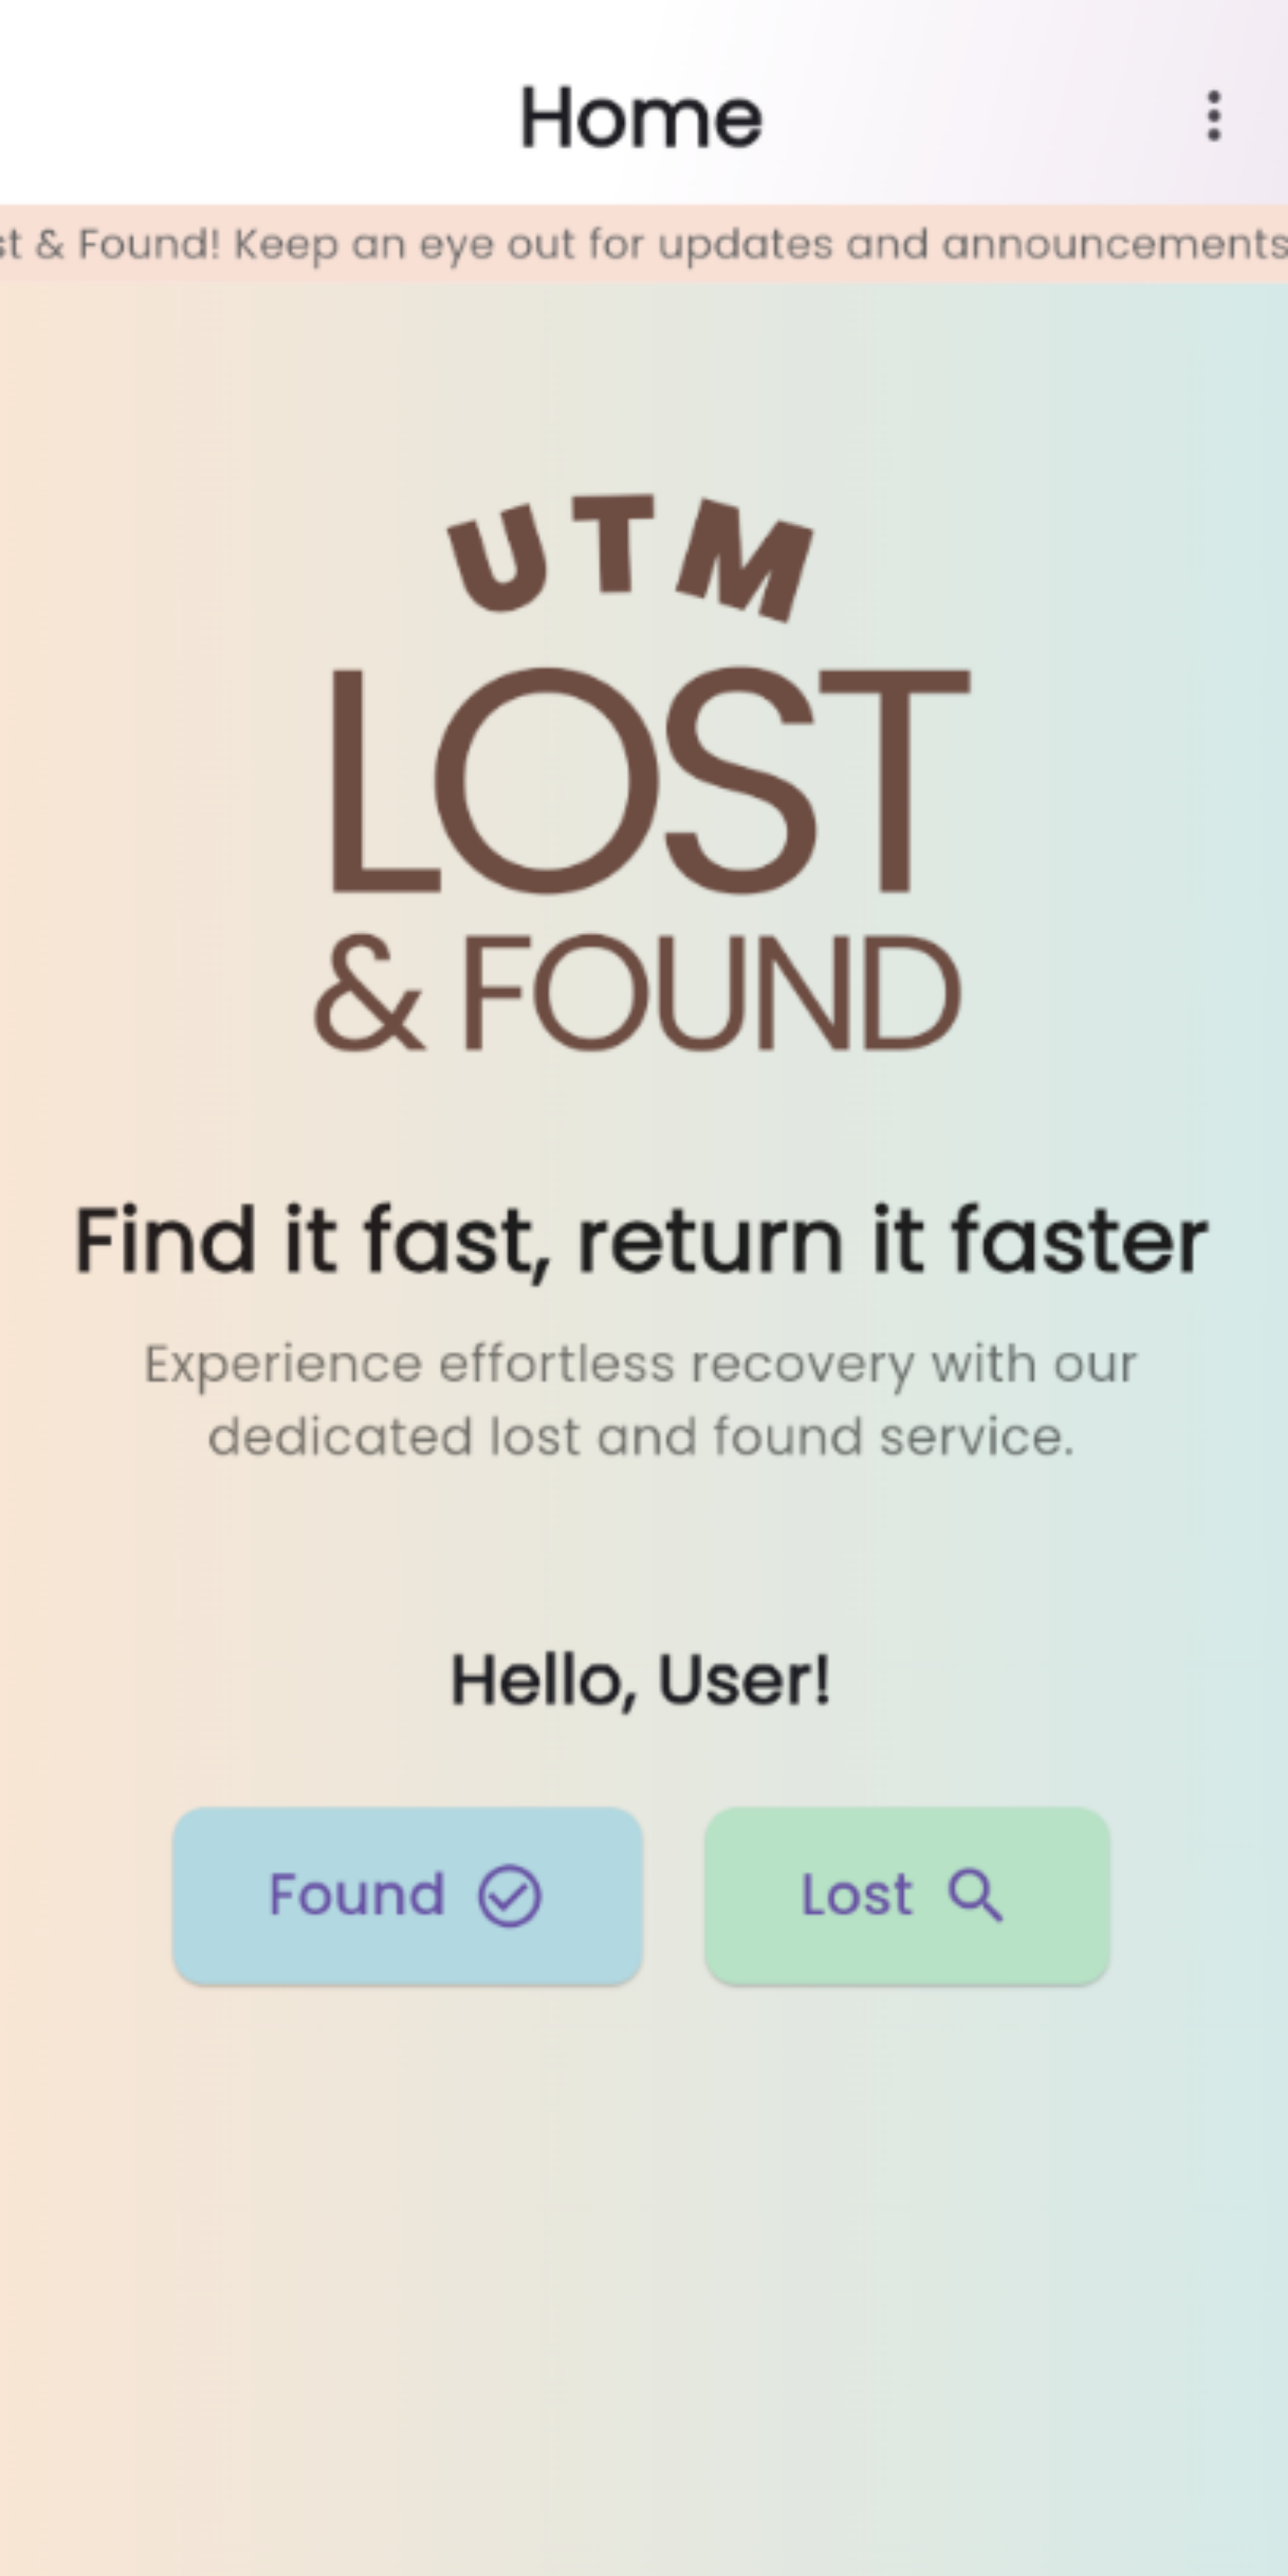 Home
st & Found! Keep an eye out for updates and announcements
UTM
LOST
& FOUND
Find it fast, return it faster
Experience effortless recovery with our
dedicated lost and found service.
Hello, User!
Found
Lost